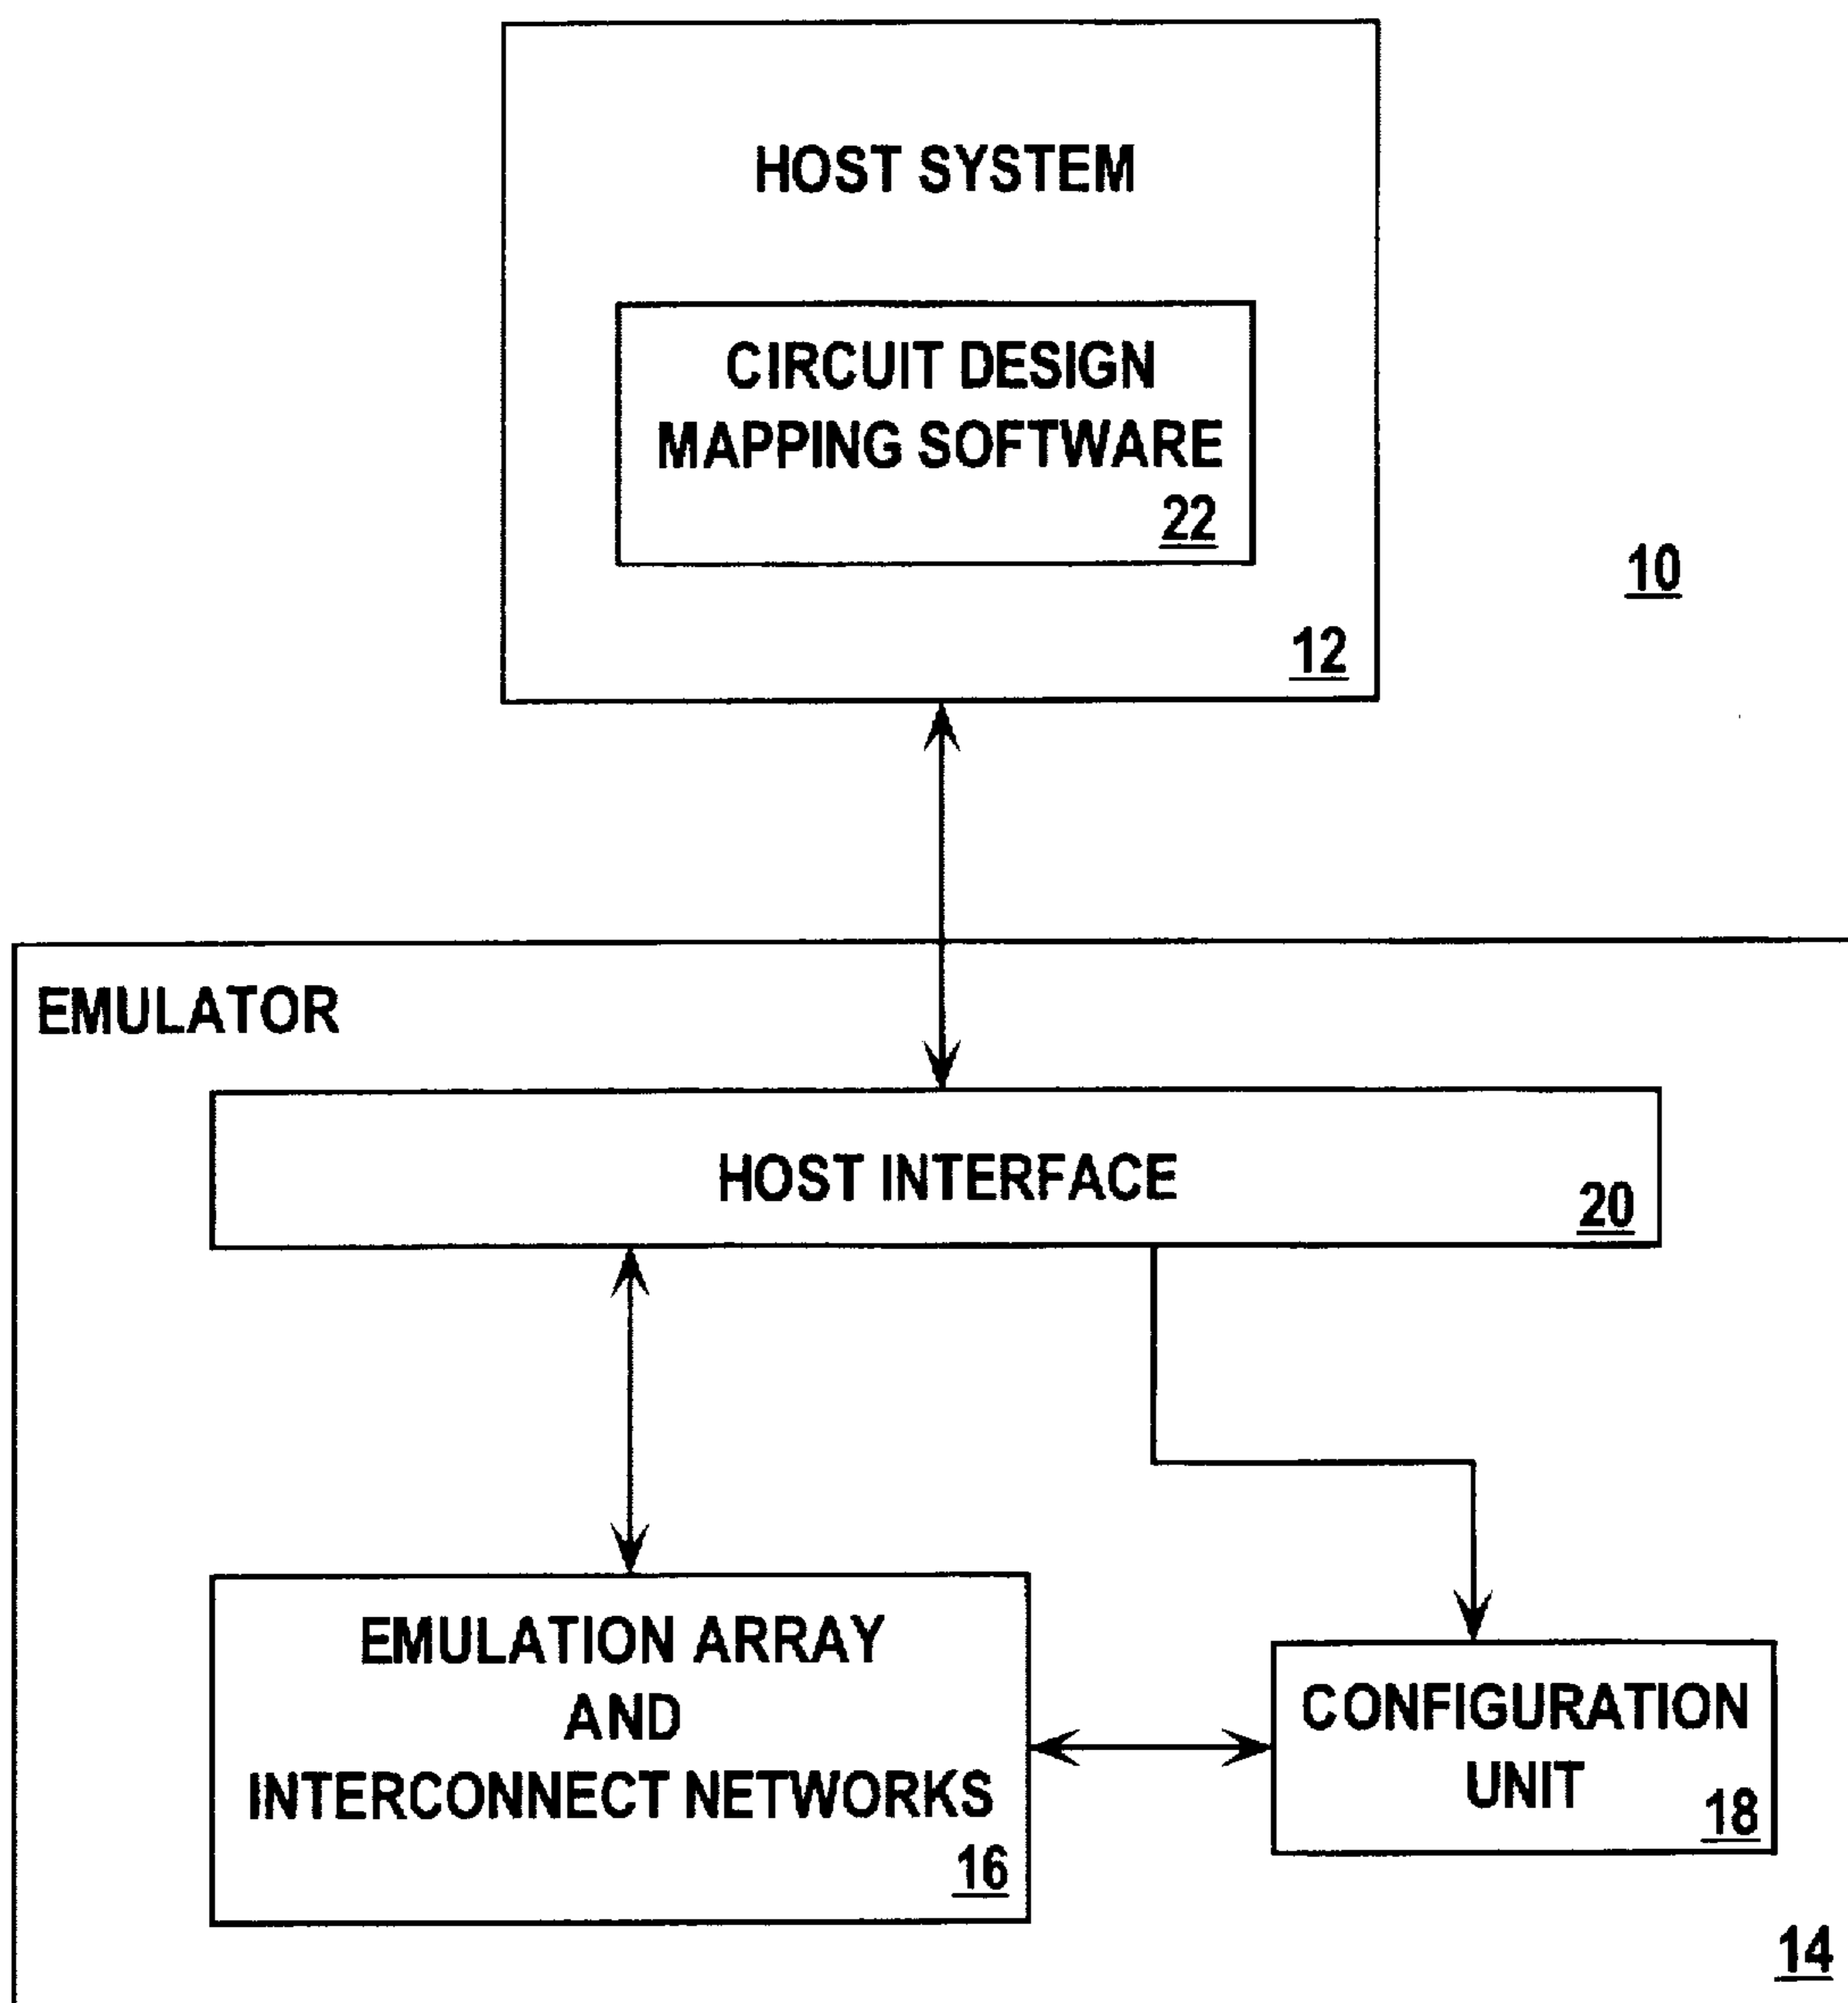 HOST SYSTEM
CIRCUIT DESIGN
MAPPING SOFTWARE
22
10
12
EMULATOR
HOST INTERFACE
20
EMULATION ARRAY
AND
INTERCONNECT NETWORKS
16
CONFIGURATION
UNIT
18
14